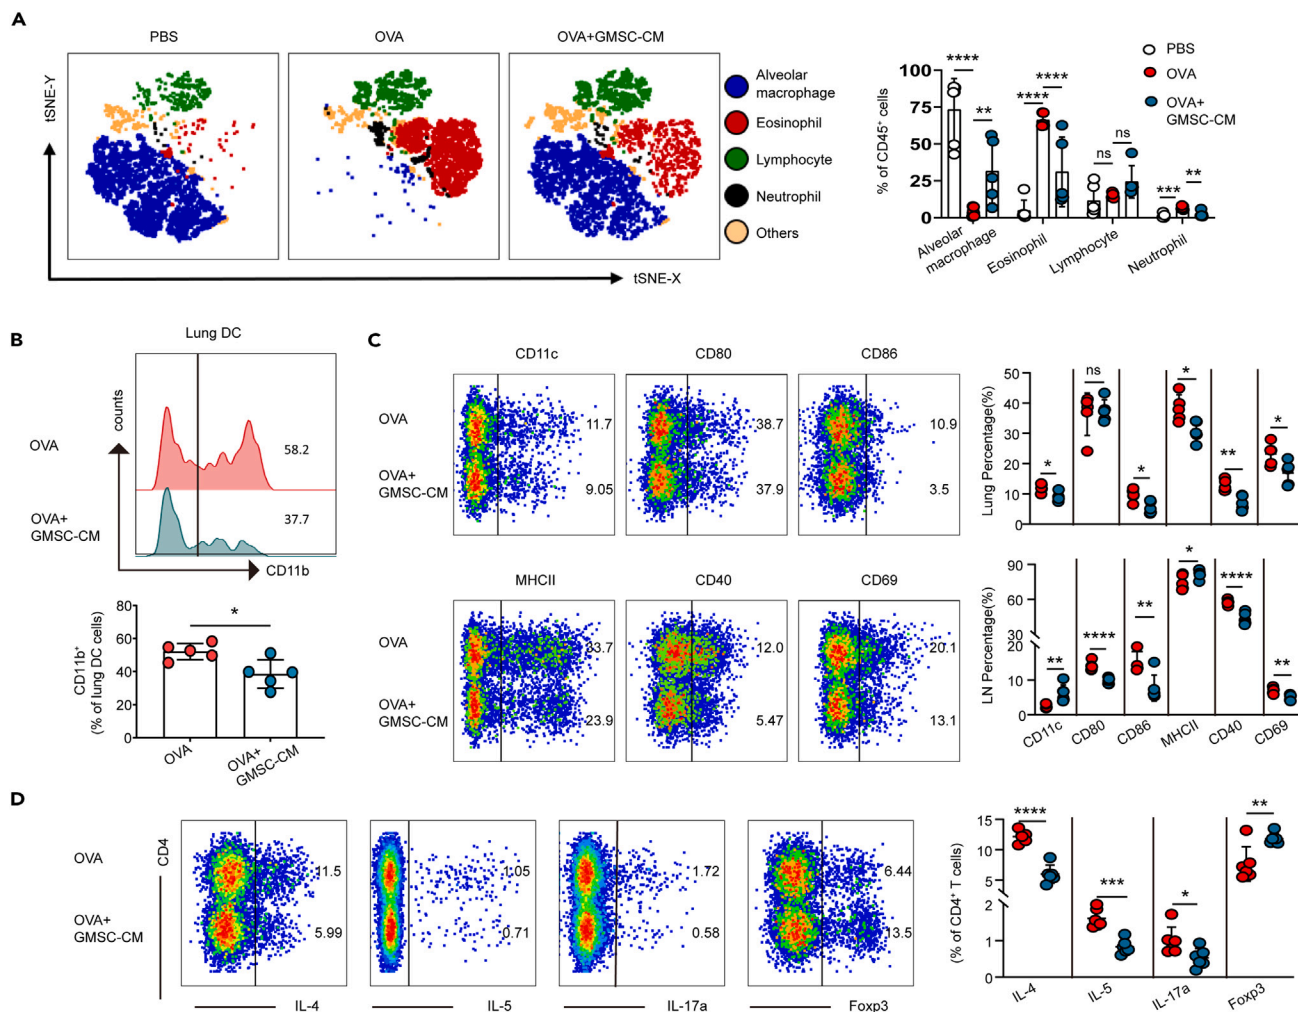 A
PBS
OVA
OVA+GMSC-CM
tSNE-Y
tSNE-X
Alveolar
macrophage
Eosinophil
Lymphocyte
Neutrophil
Others
PBS
OVA
OVA+
GMSC-CM
% of CD45⁺ cells
100
75
50
25
0
****
**
****
****
ns
ns
***
**
Alveolar
macrophage
Eosinophil
Lymphocyte
Neutrophil
B
Lung DC
counts
OVA
58.2
OVA+
GMSC-CM
37.7
CD11b
CD11b⁺
(% of lung DC cells)
80
60
40
20
0
*
OVA
OVA+
GMSC-CM
C
CD11c
CD80
CD86
OVA
11.7
38.7
10.9
OVA+
GMSC-CM
9.05
37.9
3.5
MHCII
CD40
CD69
OVA
33.7
12.0
20.1
OVA+
GMSC-CM
23.9
5.47
13.1
Lung Percentage(%)
50
40
30
20
10
0
*
ns
*
*
**
*
LN Percentage(%)
90
60
30
20
10
0
**
****
**
*
****
**
CD11c
CD80
CD86
MHCII
CD40
CD69
D
CD4
OVA
11.5
1.05
1.72
6.44
OVA+
GMSC-CM
5.99
0.71
0.58
13.5
IL-4
IL-5
IL-17a
Foxp3
(% of CD4⁺ T cells)
15
10
5
2
1
0
****
***
*
**
IL-4
IL-5
IL-17a
Foxp3